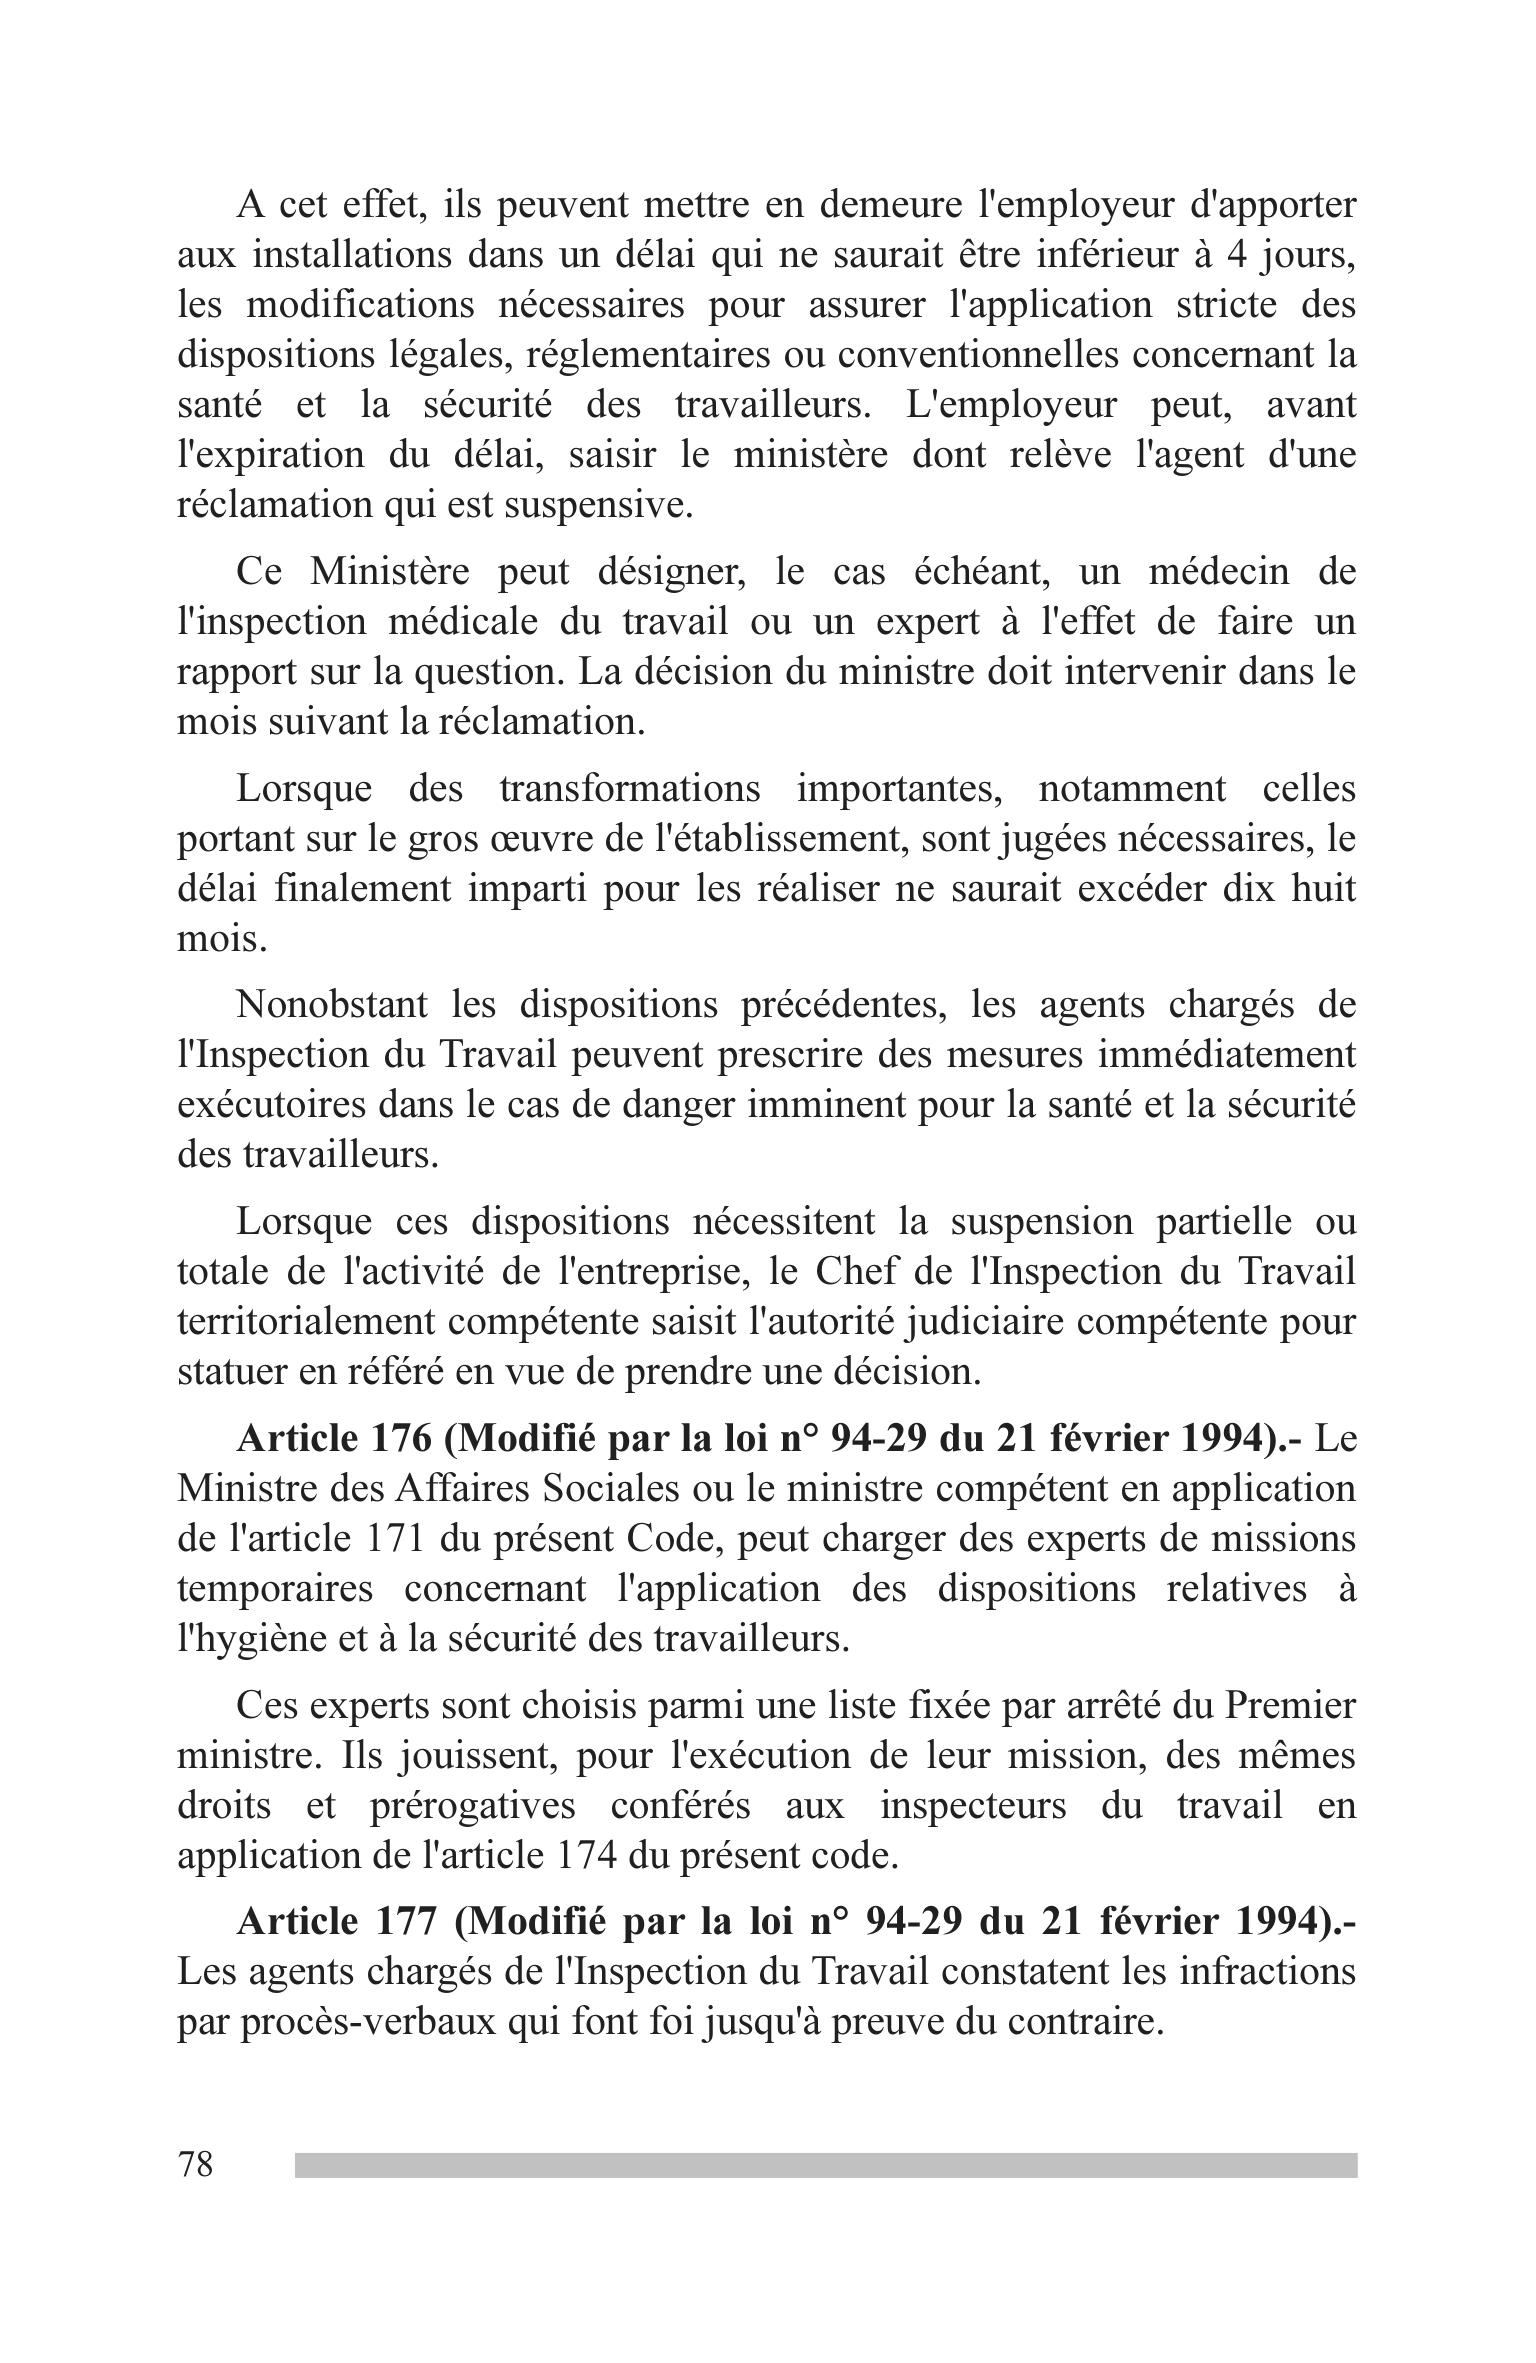 A cet effet, ils peuvent mettre en demeure l'employeur d'apporter
aux installations dans un délai qui ne saurait être inférieur à 4 jours,
les modifications nécessaires pour assurer l'application stricte des
dispositions légales, réglementaires ou conventionnelles concernant la
santé et la sécurité des travailleurs. L'employeur peut, avant
l'expiration du délai, saisir le ministère dont relève l'agent d'une
réclamation qui est suspensive.
Ce Ministère peut désigner, le cas échéant, un médecin de
l'inspection médicale du travail ou un expert à l'effet de faire un
rapport sur la question. La décision du ministre doit intervenir dans le
mois suivant la réclamation.
Lorsque des transformations importantes, notamment celles
portant sur le gros œuvre de l'établissement, sont jugées nécessaires, le
délai finalement imparti pour les réaliser ne saurait excéder dix huit
mois.
Nonobstant les dispositions précédentes, les agents chargés de
l'Inspection du Travail peuvent prescrire des mesures immédiatement
exécutoires dans le cas de danger imminent pour la santé et la sécurité
des travailleurs.
Lorsque ces dispositions nécessitent la suspension partielle ou
totale de l'activité de l'entreprise, le Chef de l'Inspection du Travail
territorialement compétente saisit l'autorité judiciaire compétente pour
statuer en référé en vue de prendre une décision.
Article 176 (Modifié par la loi n° 94-29 du 21 février 1994).- Le
Ministre des Affaires Sociales ou le ministre compétent en application
de l'article 171 du présent Code, peut charger des experts de missions
temporaires concernant l'application des dispositions relatives à
l'hygiène et à la sécurité des travailleurs.
Ces experts sont choisis parmi une liste fixée par arrêté du Premier
ministre. Ils jouissent, pour l'exécution de leur mission, des mêmes
droits et prérogatives conférés aux inspecteurs du travail en
application de l'article 174 du présent code.
Article 177 (Modifié par la loi n° 94-29 du 21 février 1994).-
Les agents chargés de l'Inspection du Travail constatent les infractions
par procès-verbaux qui font foi jusqu'à preuve du contraire.
78